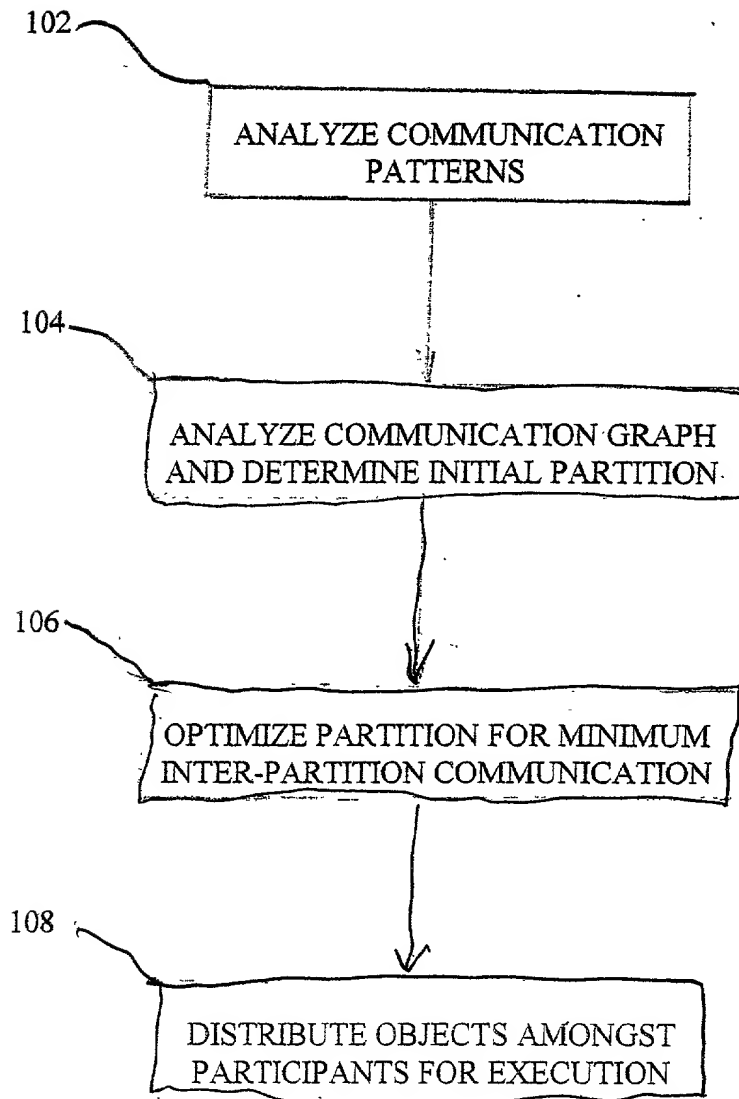 102
ANALYZE COMMUNICATION
PATTERNS
104
ANALYZE COMMUNICATION GRAPH
AND DETERMINE INITIAL PARTITION
106
OPTIMIZE PARTITION FOR MINIMUM
INTER-PARTITION COMMUNICATION
108
DISTRIBUTE OBJECTS AMONGST
PARTICIPANTS FOR EXECUTION